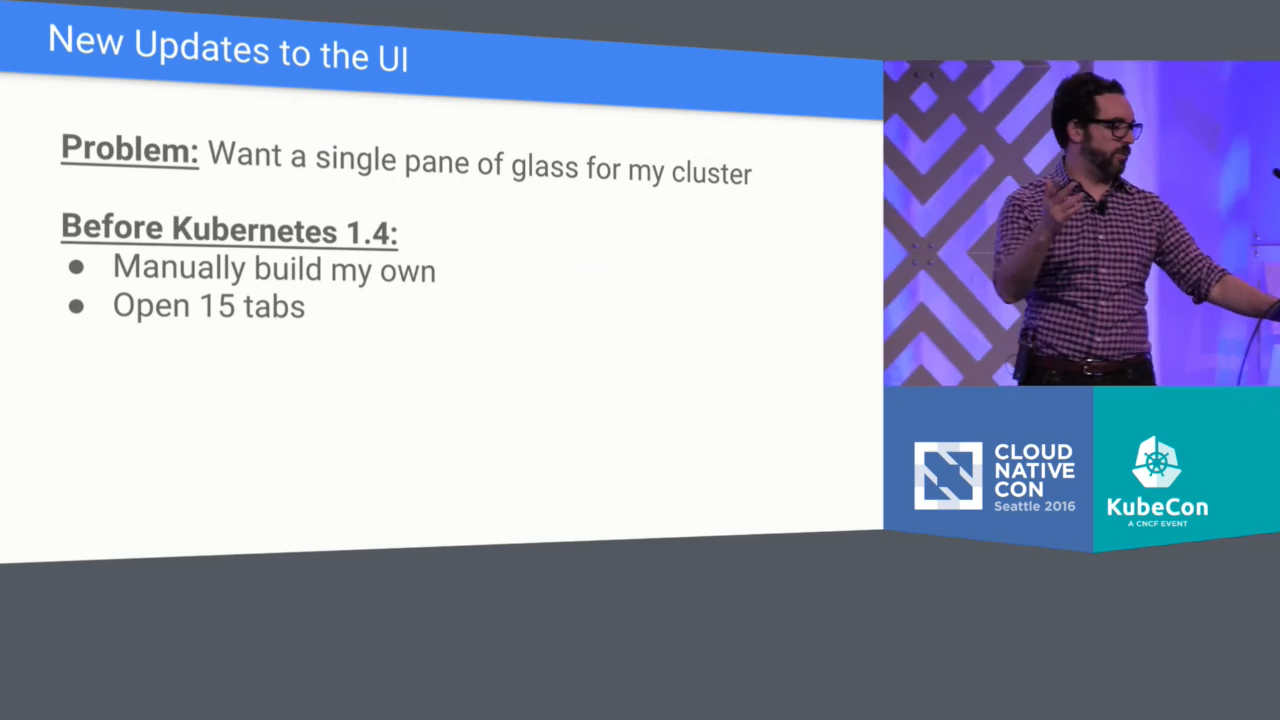 New Updates to the UI
Problem: Want a single pane of glass for my cluster
Before Kubernetes 1.4:
● Manually build my own
● Open 15 tabs
CLOUD
NATIVE
CON
Seattle 2016
KubeCon
A CNCF EVENT